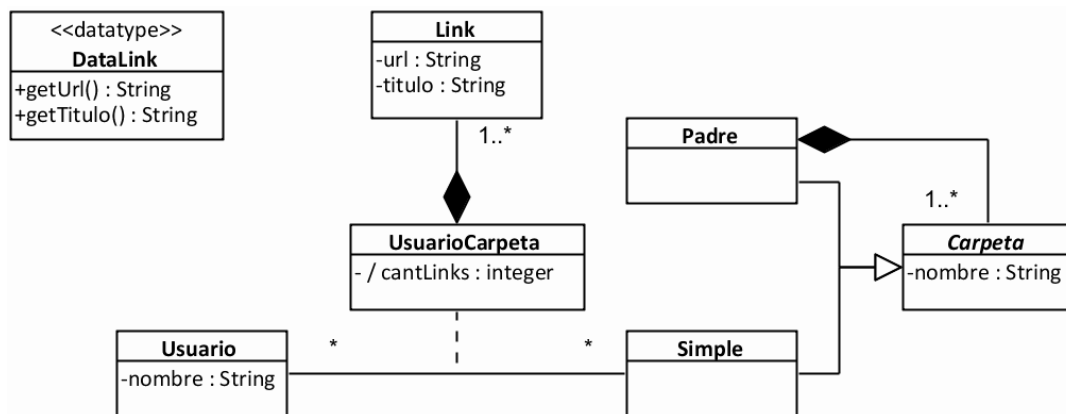 <<datatype>>
DataLink
+getUrl() : String
+getTitulo() : String
Link
-url : String
-titulo : String
1..*
Padre
1..*
UsuarioCarpeta
- / cantLinks : integer
Carpeta
-nombre : String
Usuario
-nombre : String
*
*
Simple